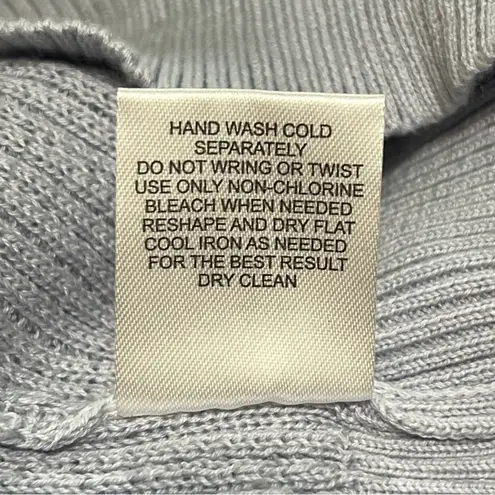 HAND WASH COLD
SEPARATELY
DO NOT WRING OR TWIST
USE ONLY NON-CHLORINE
BLEACH WHEN NEEDED
RESHAPE AND DRY FLAT
COOL IRON AS NEEDED
FOR THE BEST RESULT
DRY CLEAN